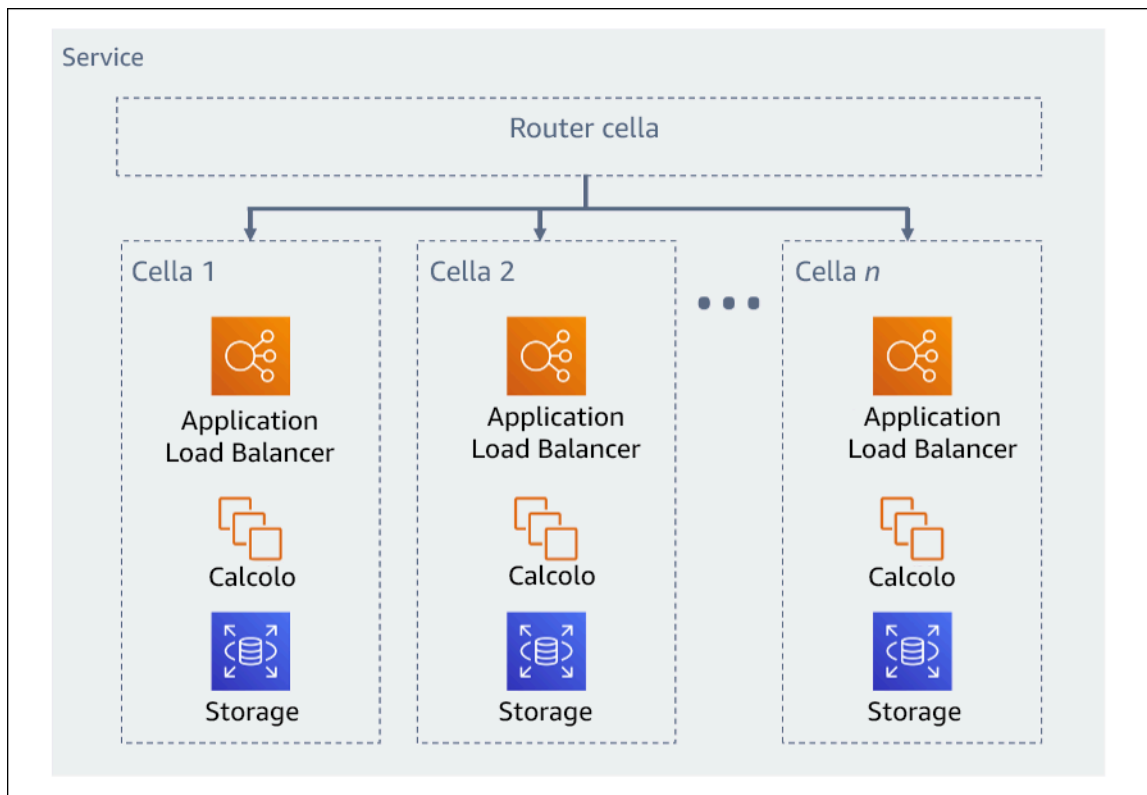 Service
Router cella
Cella 1
Cella 2
Cella n
Application
Load Balancer
Application
Load Balancer
Application
Load Balancer
Calcolo
Calcolo
Calcolo
Storage
Storage
Storage